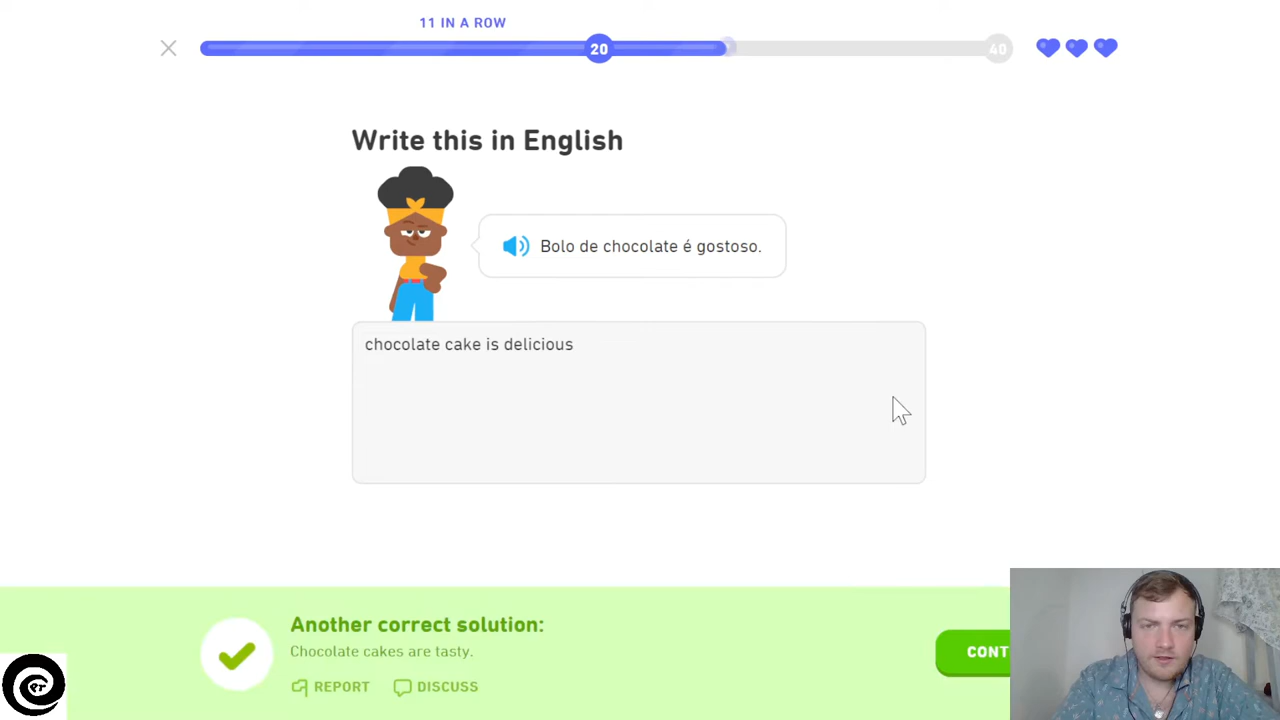 11 IN A ROW
20
40
Write this in English
Bolo de chocolate é gostoso.
chocolate cake is delicious
Another correct solution:
Chocolate cakes are tasty.
REPORT
DISCUSS
CONT